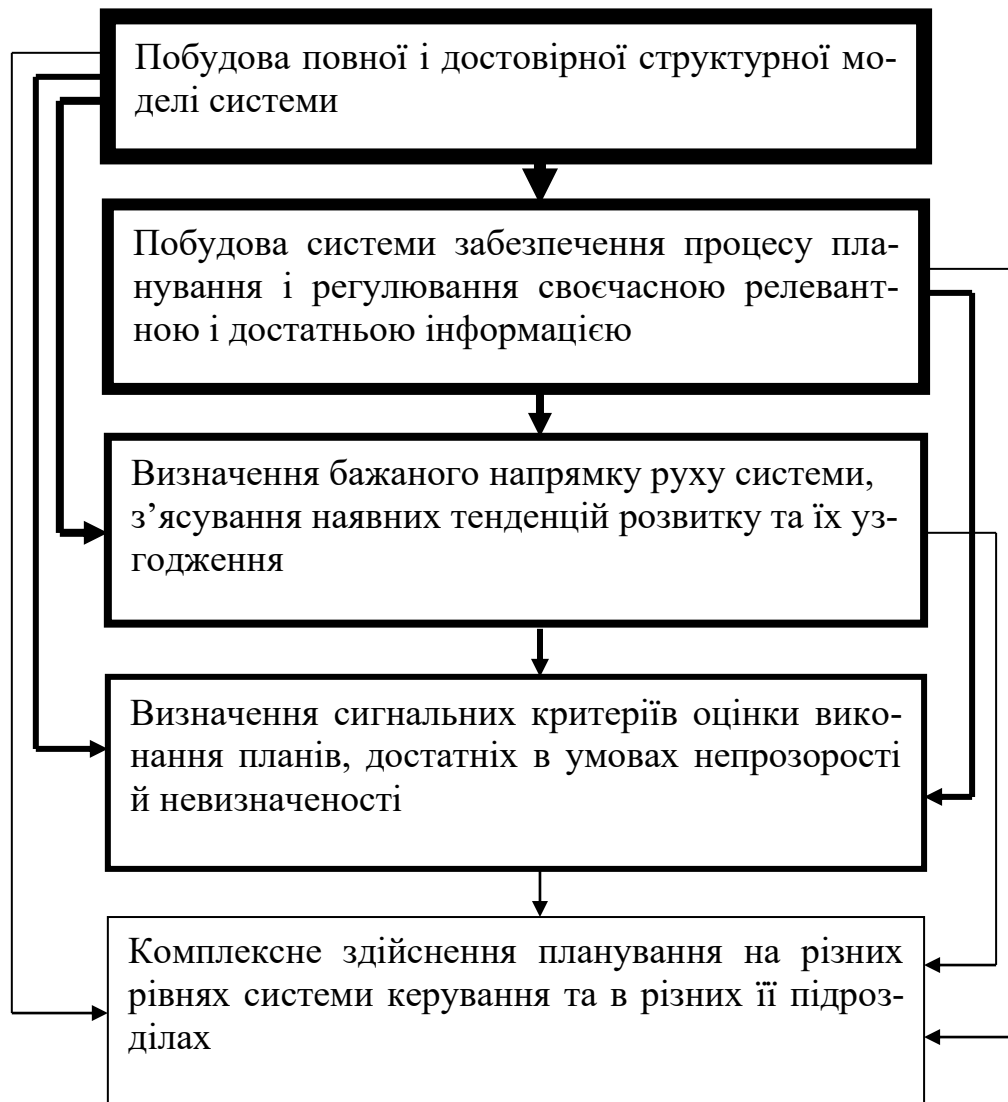 Побудова повної і достовірної структурної мо-
делі системи
Побудова системи забезпечення процесу пла-
нування і регулювання своєчасною релевант-
ною і достатньою інформацією
Визначення бажаного напрямку руху системи,
з’ясування наявних тенденцій розвитку та їх уз-
годження
Визначення сигнальних критеріїв оцінки вико-
нання планів, достатніх в умовах непрозорості
й невизначеності
Комплексне здійснення планування на різних
рівнях системи керування та в різних її підроз-
ділах